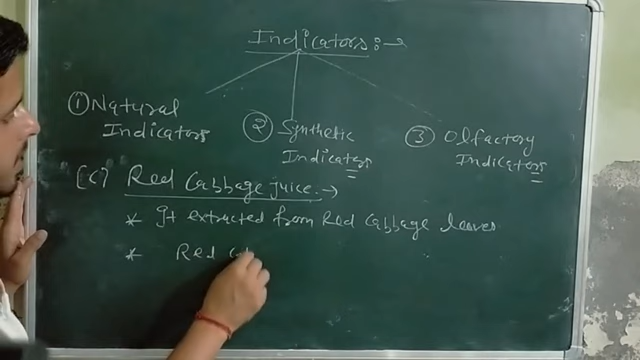 Indicators:→
① Natural Indicators
② Synthetic Indicators
③ Olfactory Indicators
[C] Red Cabbage juice. →
* It extracted from Red Cabbage leaves
* Red